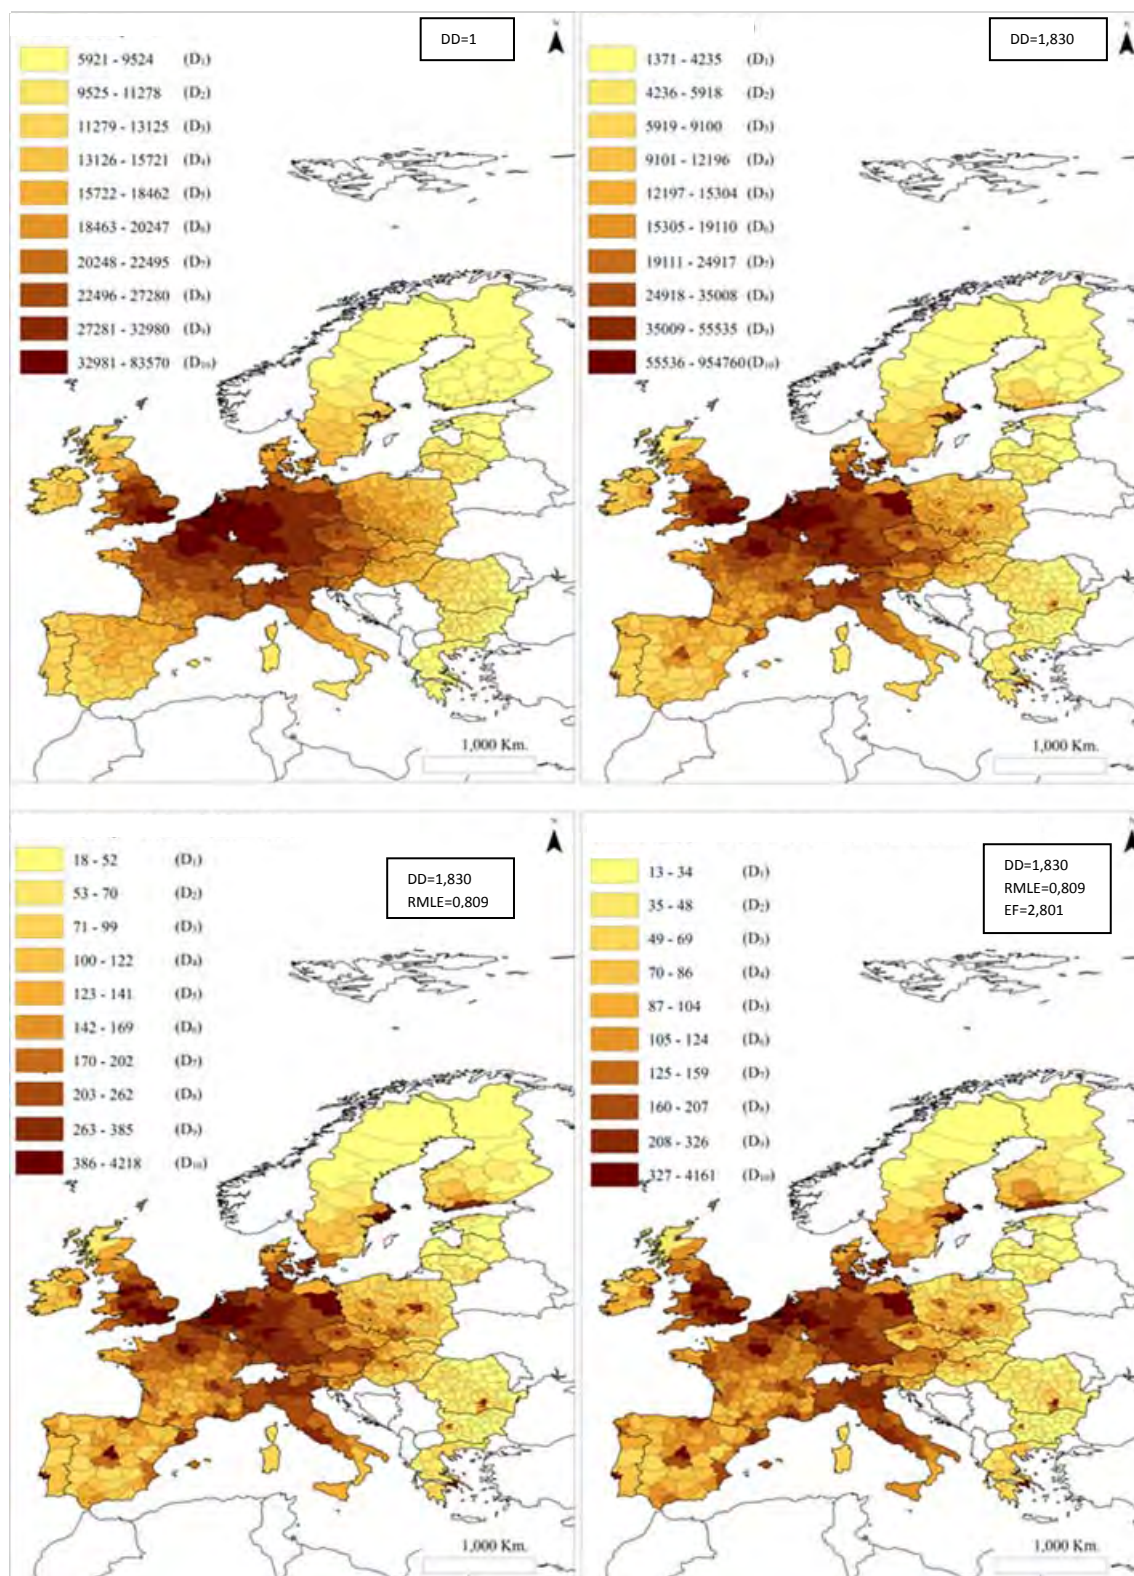 DD=1
N
5921 - 9524 (D1)
9525 - 11278 (D2)
11279 - 13125 (D3)
13126 - 15721 (D4)
15722 - 18462 (D5)
18463 - 20247 (D6)
20248 - 22495 (D7)
22496 - 27280 (D8)
27281 - 32980 (D9)
32981 - 83570 (D10)
1,000 Km.
DD=1,830
N
1371 - 4235 (D1)
4236 - 5918 (D2)
5919 - 9100 (D3)
9101 - 12196 (D4)
12197 - 15304 (D5)
15305 - 19110 (D6)
19111 - 24917 (D7)
24918 - 35008 (D8)
35009 - 55535 (D9)
55536 - 954760 (D10)
1,000 Km.
N
18 - 52 (D1)
53 - 70 (D2)
71 - 99 (D3)
100 - 122 (D4)
123 - 141 (D5)
142 - 169 (D6)
170 - 202 (D7)
203 - 262 (D8)
263 - 385 (D9)
386 - 4218 (D10)
DD=1,830
RMLE=0,809
1,000 Km.
N
13 - 34 (D1)
35 - 48 (D2)
49 - 69 (D3)
70 - 86 (D4)
87 - 104 (D5)
105 - 124 (D6)
125 - 159 (D7)
160 - 207 (D8)
208 - 326 (D9)
327 - 4161 (D10)
DD=1,830
RMLE=0,809
EF=2,801
1,000 Km.